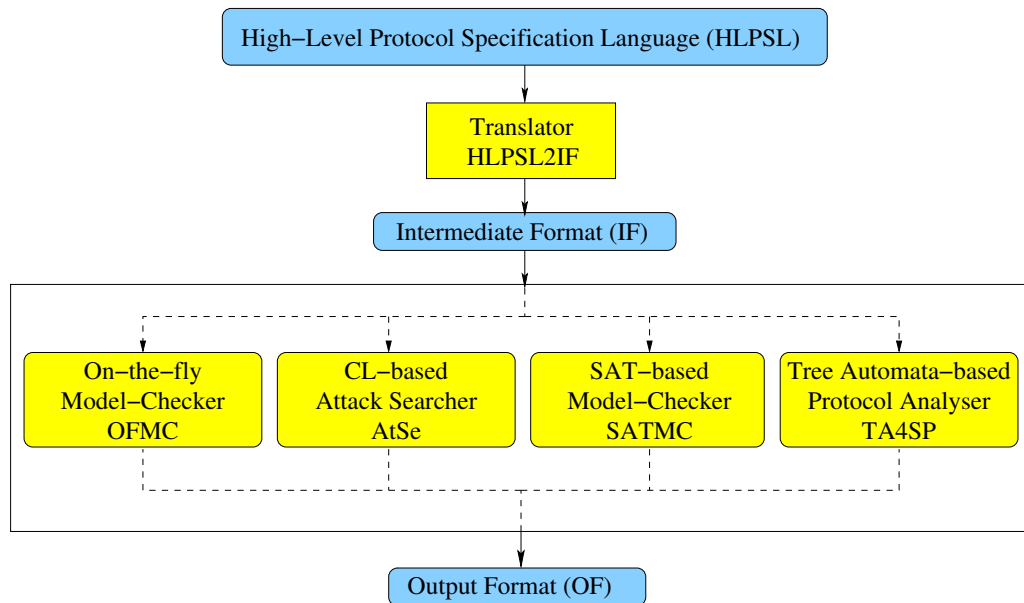 High−Level Protocol Specification Language (HLPSL)
Translator
HLPSL2IF
Intermediate Format (IF)
On−the−fly
Model−Checker
OFMC
CL−based
Attack Searcher
AtSe
SAT−based
Model−Checker
SATMC
Tree Automata−based
Protocol Analyser
TA4SP
Output Format (OF)